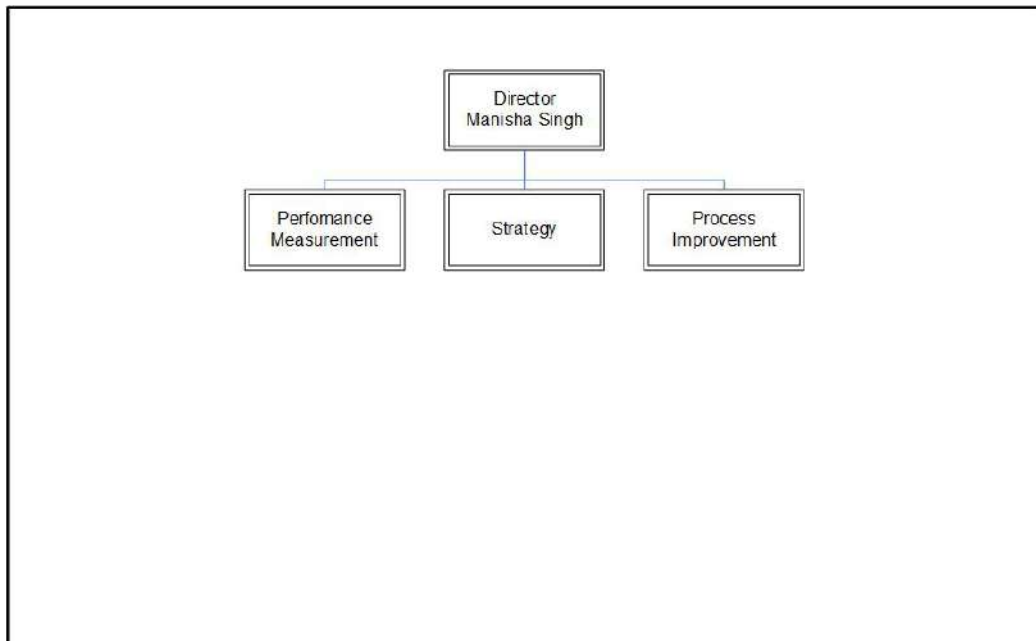 Director
Manisha Singh
Perfomance
Measurement
Strategy
Process
Improvement